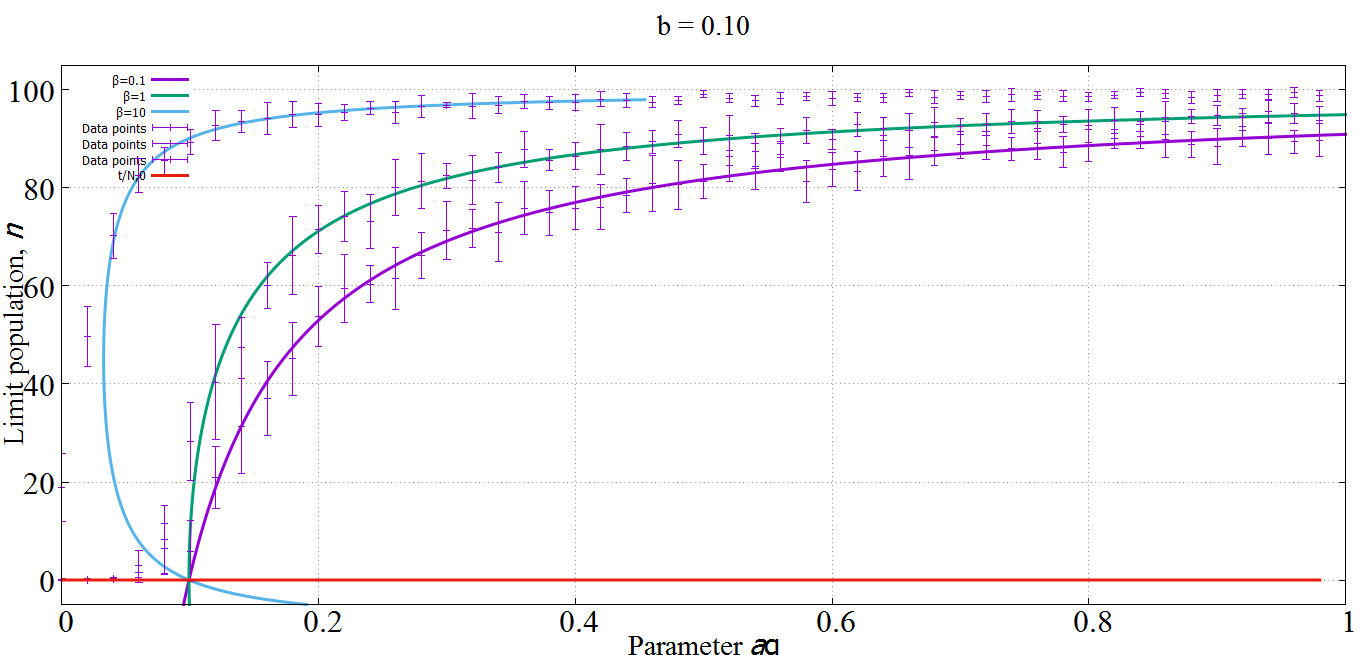 b = 0.10
β=0.1
β=1
β=10
Data points
Data points
Data points
t/N 0
100
80
60
40
20
0
Limit population, n
0 0.2 0.4 0.6 0.8 1
Parameter aα